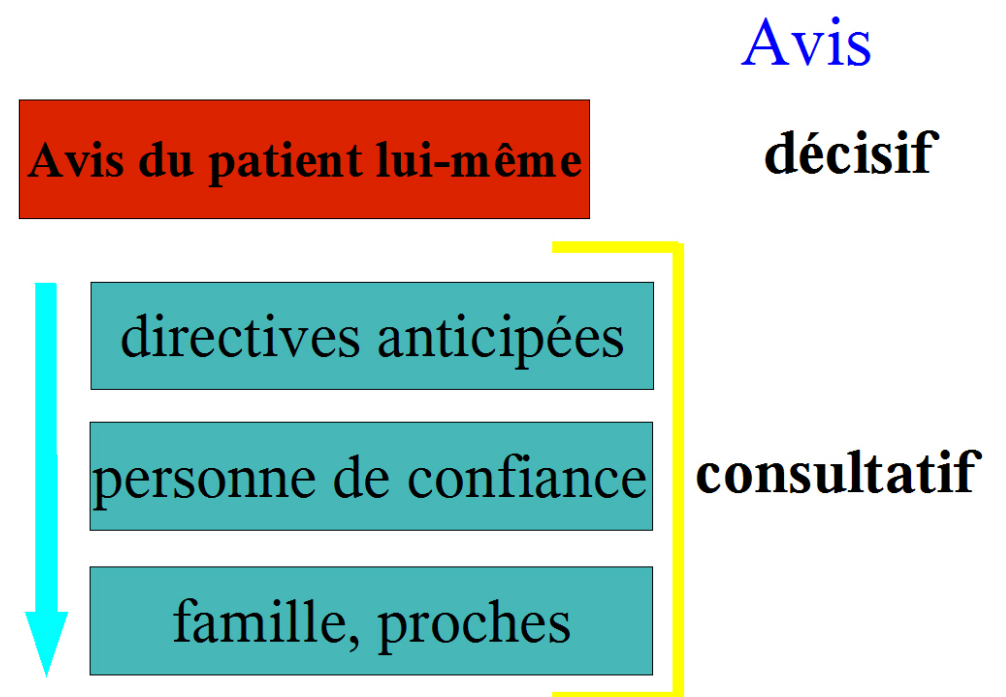 Avis
Avis du patient lui-même
décisif
directives anticipées
personne de confiance
consultatif
famille, proches